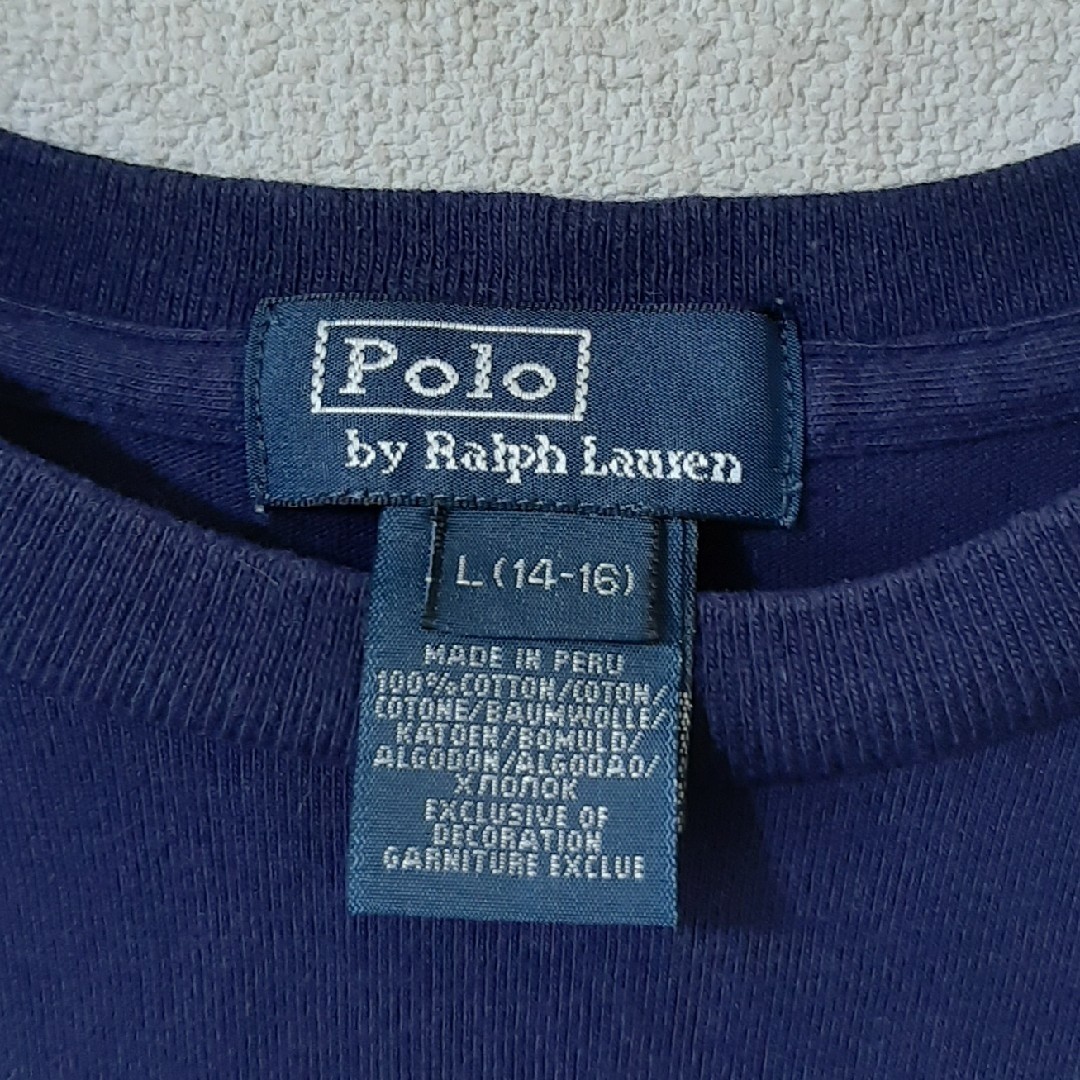 Polo
by Ralph Lauren
L (14-16)
MADE IN PERU
100% COTTON/COTON/
COTONE/BAUMWOLLE/
KATOEN/BOMULD/
ALGODON/ALGODAO/
ХЛОПОК
EXCLUSIVE OF
DECORATION
GARNITURE EXCLUE